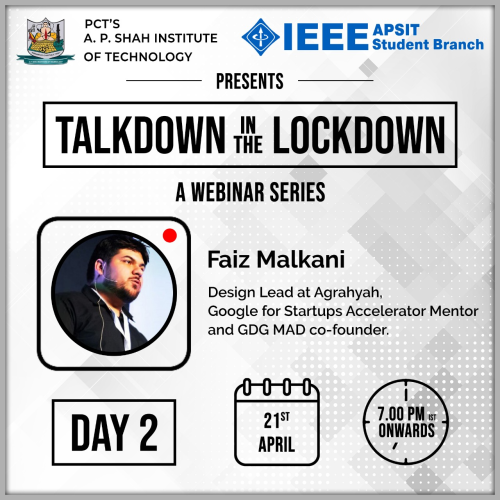 PCT'S
A. P. SHAH INSTITUTE
OF TECHNOLOGY
IEEE APSIT
Student Branch
PRESENTS
TALKDOWN IN THE LOCKDOWN
A WEBINAR SERIES
Faiz Malkani
Design Lead at Agrahyah,
Google for Startups Accelerator Mentor
and GDG MAD co-founder.
DAY 2
21ST
APRIL
7.00 PM IST
ONWARDS